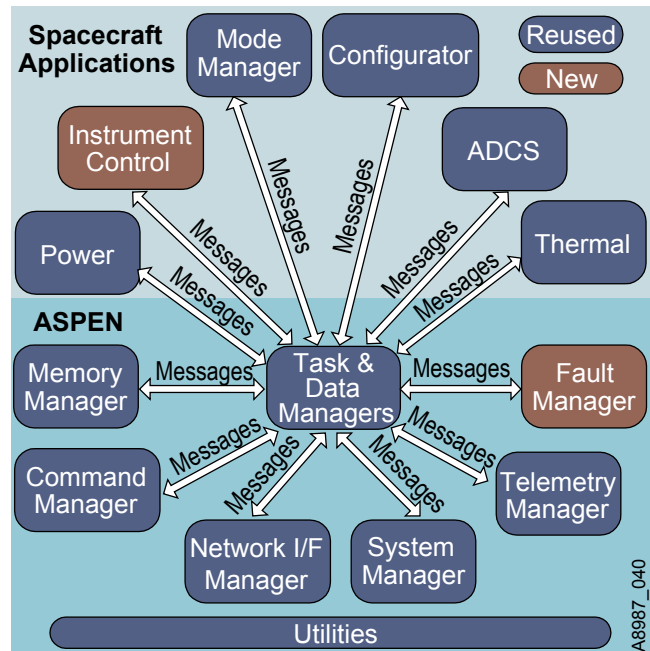 Spacecraft
Applications
Mode
Manager
Configurator
Reused
New
Instrument
Control
ADCS
Power
Thermal
Messages
Messages
Messages
Messages
Messages
Messages
ASPEN
Memory
Manager
Messages
Task &
Data
Managers
Messages
Fault
Manager
Command
Manager
Messages
Messages
Messages
Messages
Telemetry
Manager
Network I/F
Manager
System
Manager
Utilities
A8987_040